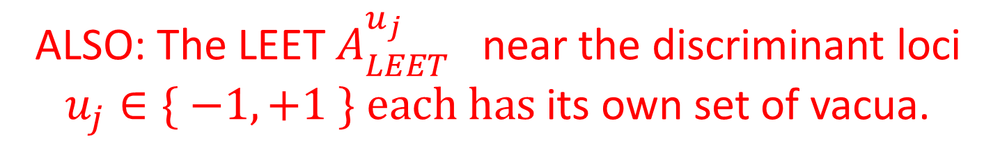 ALSO: The LEET $A_{LEET}^{u_j}$ near the discriminant loci
$u_j \in \{ -1, +1 \}$ each has its own set of vacua.